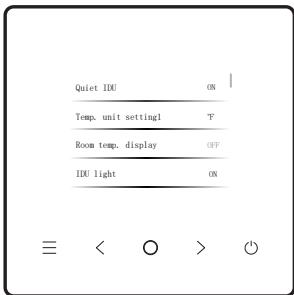 Quiet IDU ON
Temp. unit setting1 ℉
Room temp. display OFF
IDU light ON